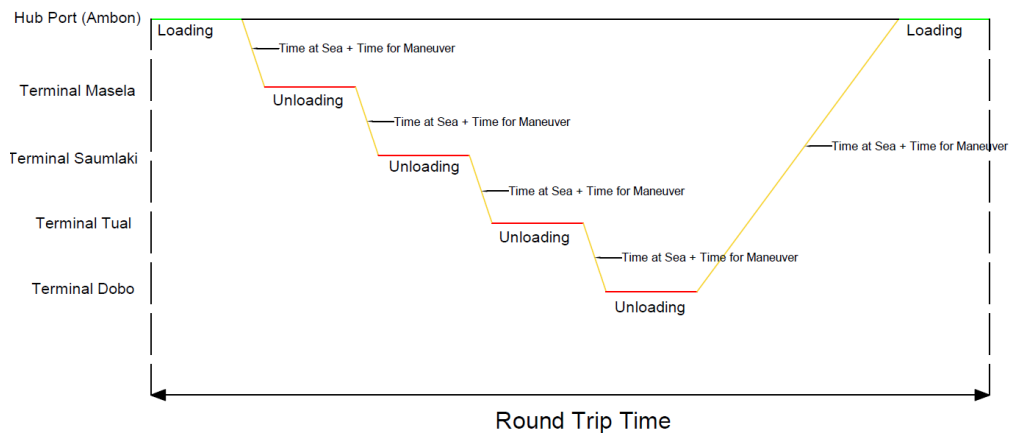 Hub Port (Ambon)
Loading
Loading
Time at Sea + Time for Maneuver
Terminal Masela
Unloading
Time at Sea + Time for Maneuver
Time at Sea + Time for Maneuver
Terminal Saumlaki
Unloading
Time at Sea + Time for Maneuver
Terminal Tual
Unloading
Time at Sea + Time for Maneuver
Terminal Dobo
Unloading
Round Trip Time